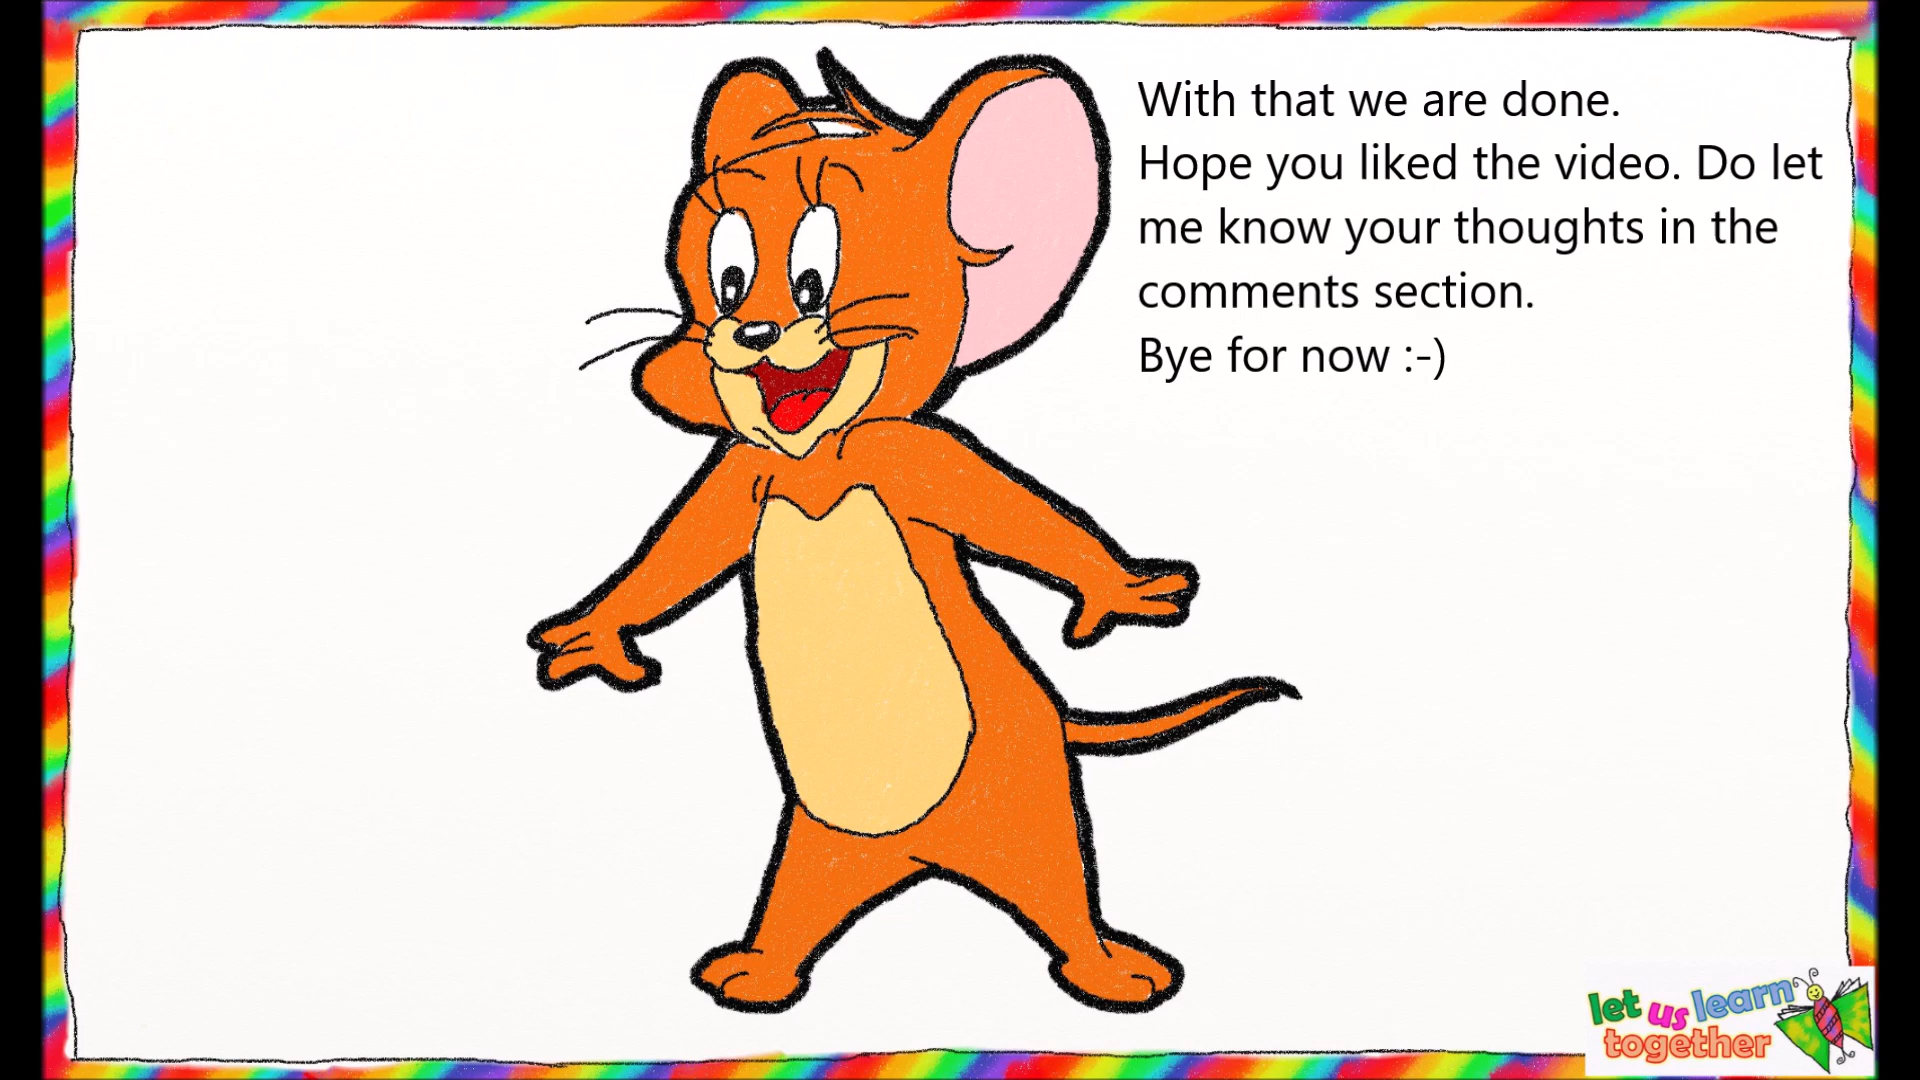 With that we are done.
Hope you liked the video. Do let
me know your thoughts in the
comments section.
Bye for now :-)
let us learn
together